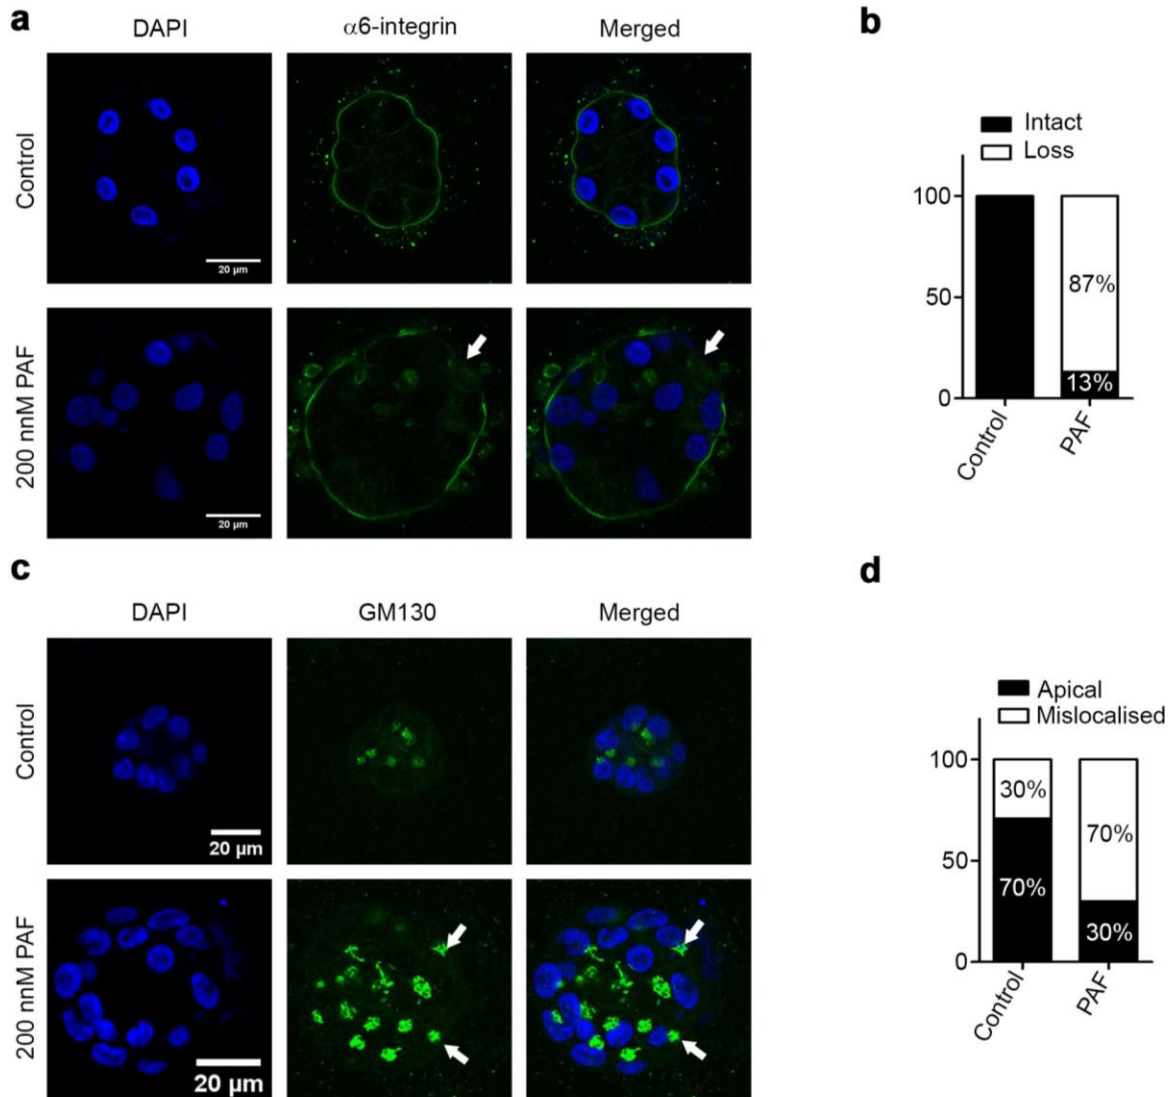 a
DAPI
α6-integrin
Merged
Control
20 μm
200 nnM PAF
20 μm
b
Intact
Loss
100
50
0
87%
13%
Control
PAF
c
DAPI
GM130
Merged
Control
20 μm
200 nnM PAF
20 μm
d
Apical
Mislocalised
100
50
0
30%
70%
70%
30%
Control
PAF